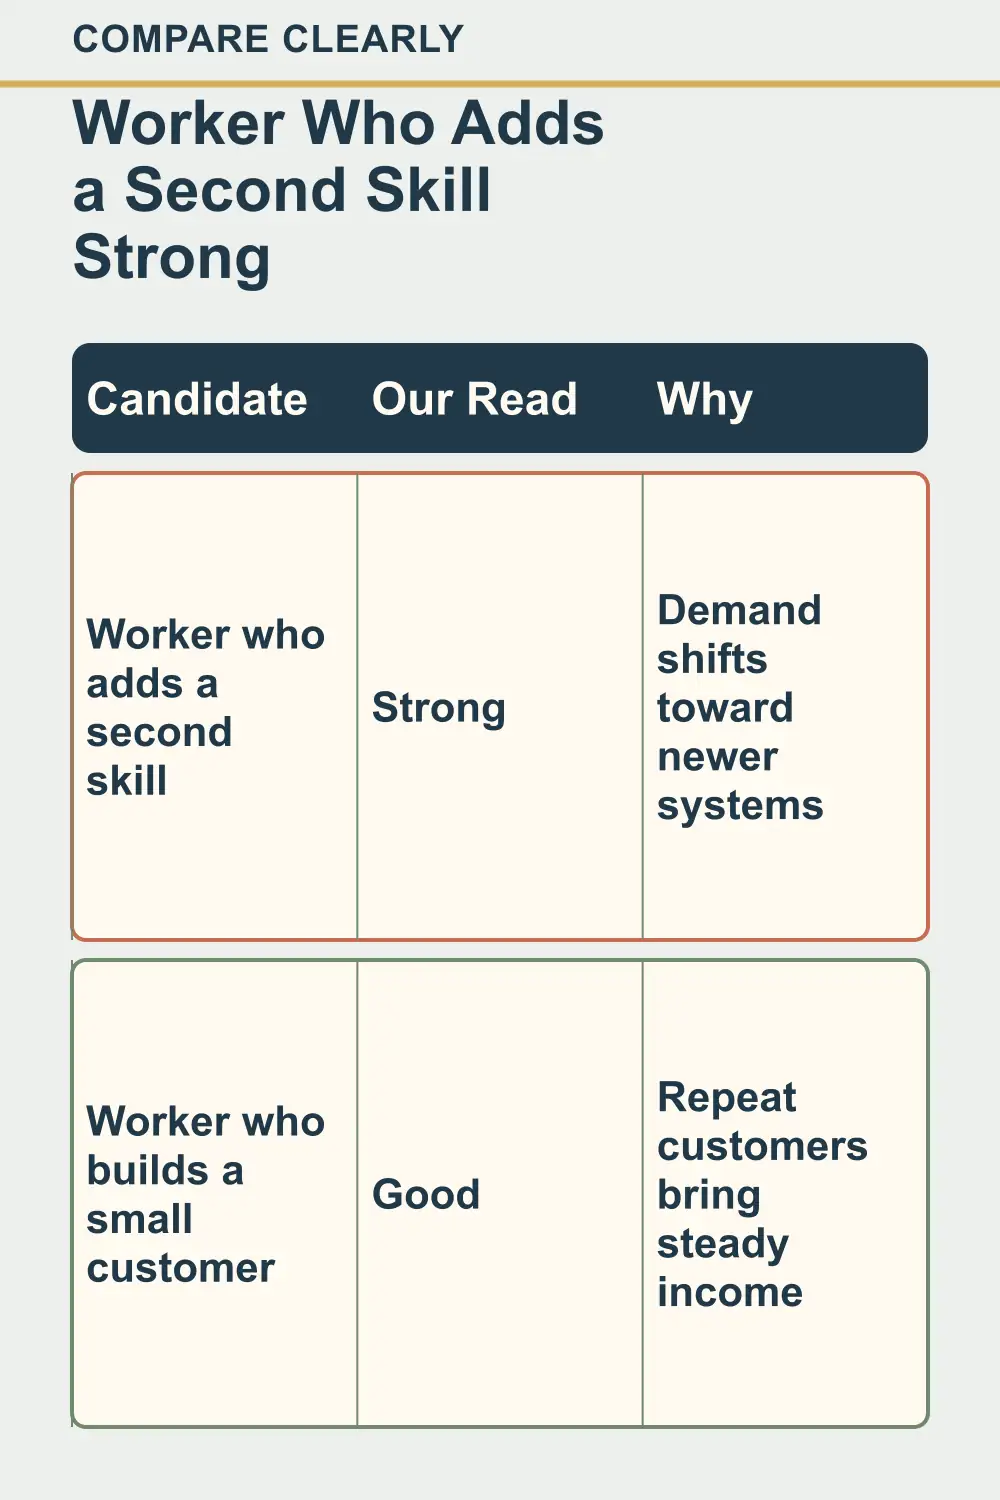 COMPARE CLEARLY
Worker Who Adds
a Second Skill
Strong
Candidate
Our Read
Why
Worker who
adds a
second
skill
Strong
Demand
shifts
toward
newer
systems
Worker who
builds a
small
customer
Good
Repeat
customers
bring
steady
income